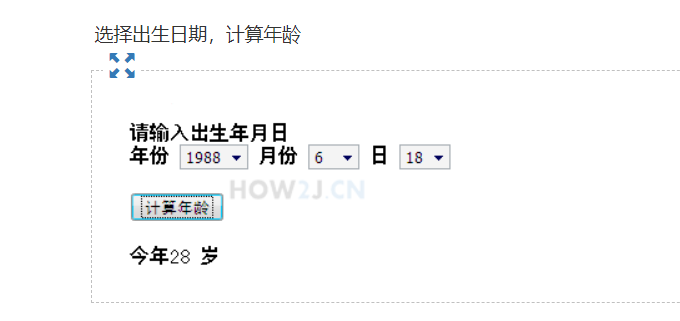 选择出生日期，计算年龄
请输入出生年月日
年份 1988 月份 6 日 18
HOW2J.CN
计算年龄
今年28 岁